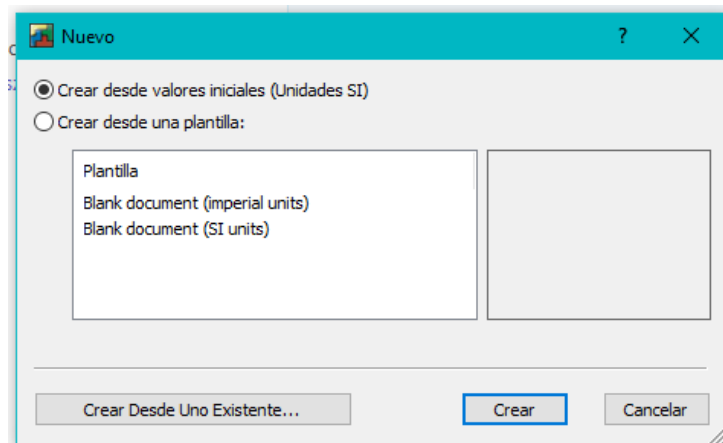 Nuevo
?
Crear desde valores iniciales (Unidades SI)
Crear desde una plantilla:
Plantilla
Blank document (imperial units)
Blank document (SI units)
Crear Desde Uno Existente...
Crear
Cancelar